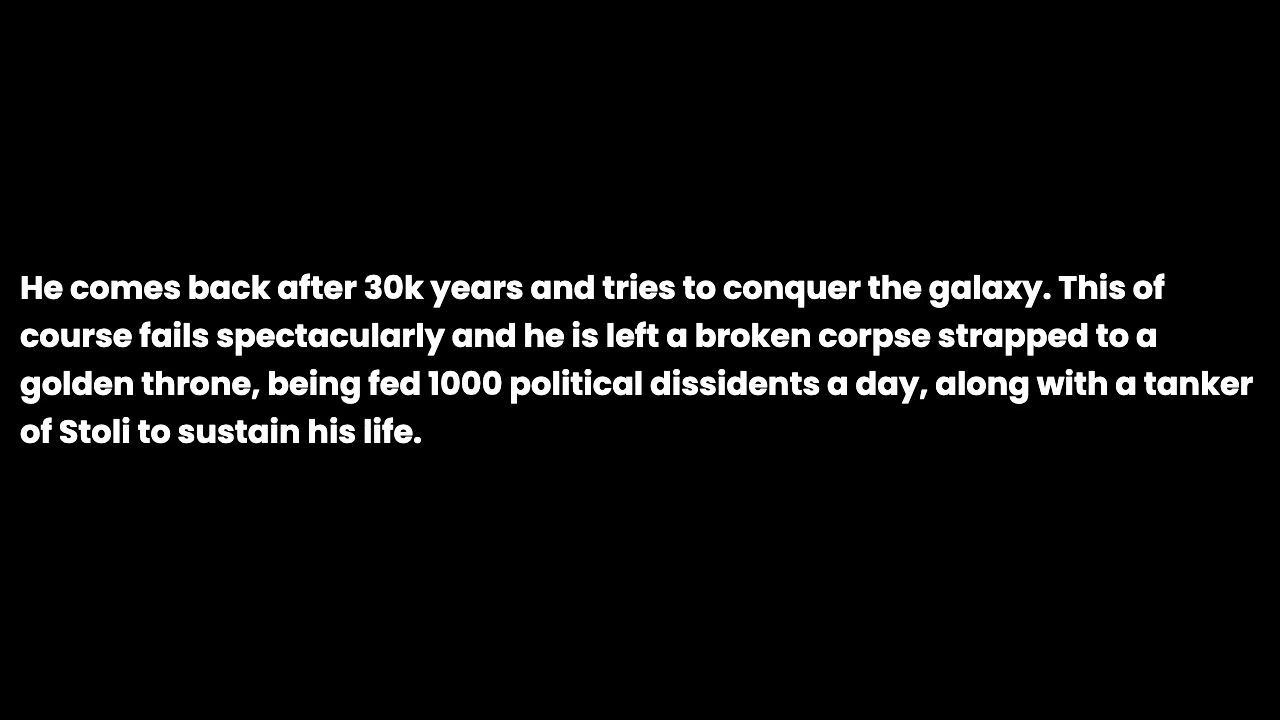 He comes back after 30k years and tries to conquer the galaxy. This of
course fails spectacularly and he is left a broken corpse strapped to a
golden throne, being fed 1000 political dissidents a day, along with a tanker
of Stoli to sustain his life.